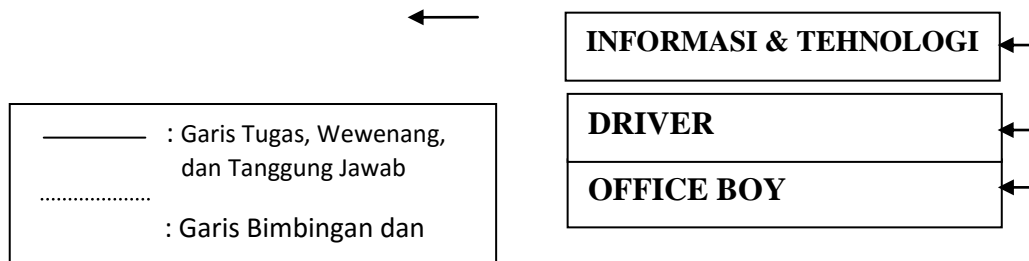 INFORMASI & TEHNOLOGI
DRIVER
OFFICE BOY
: Garis Tugas, Wewenang,
dan Tanggung Jawab
: Garis Bimbingan dan